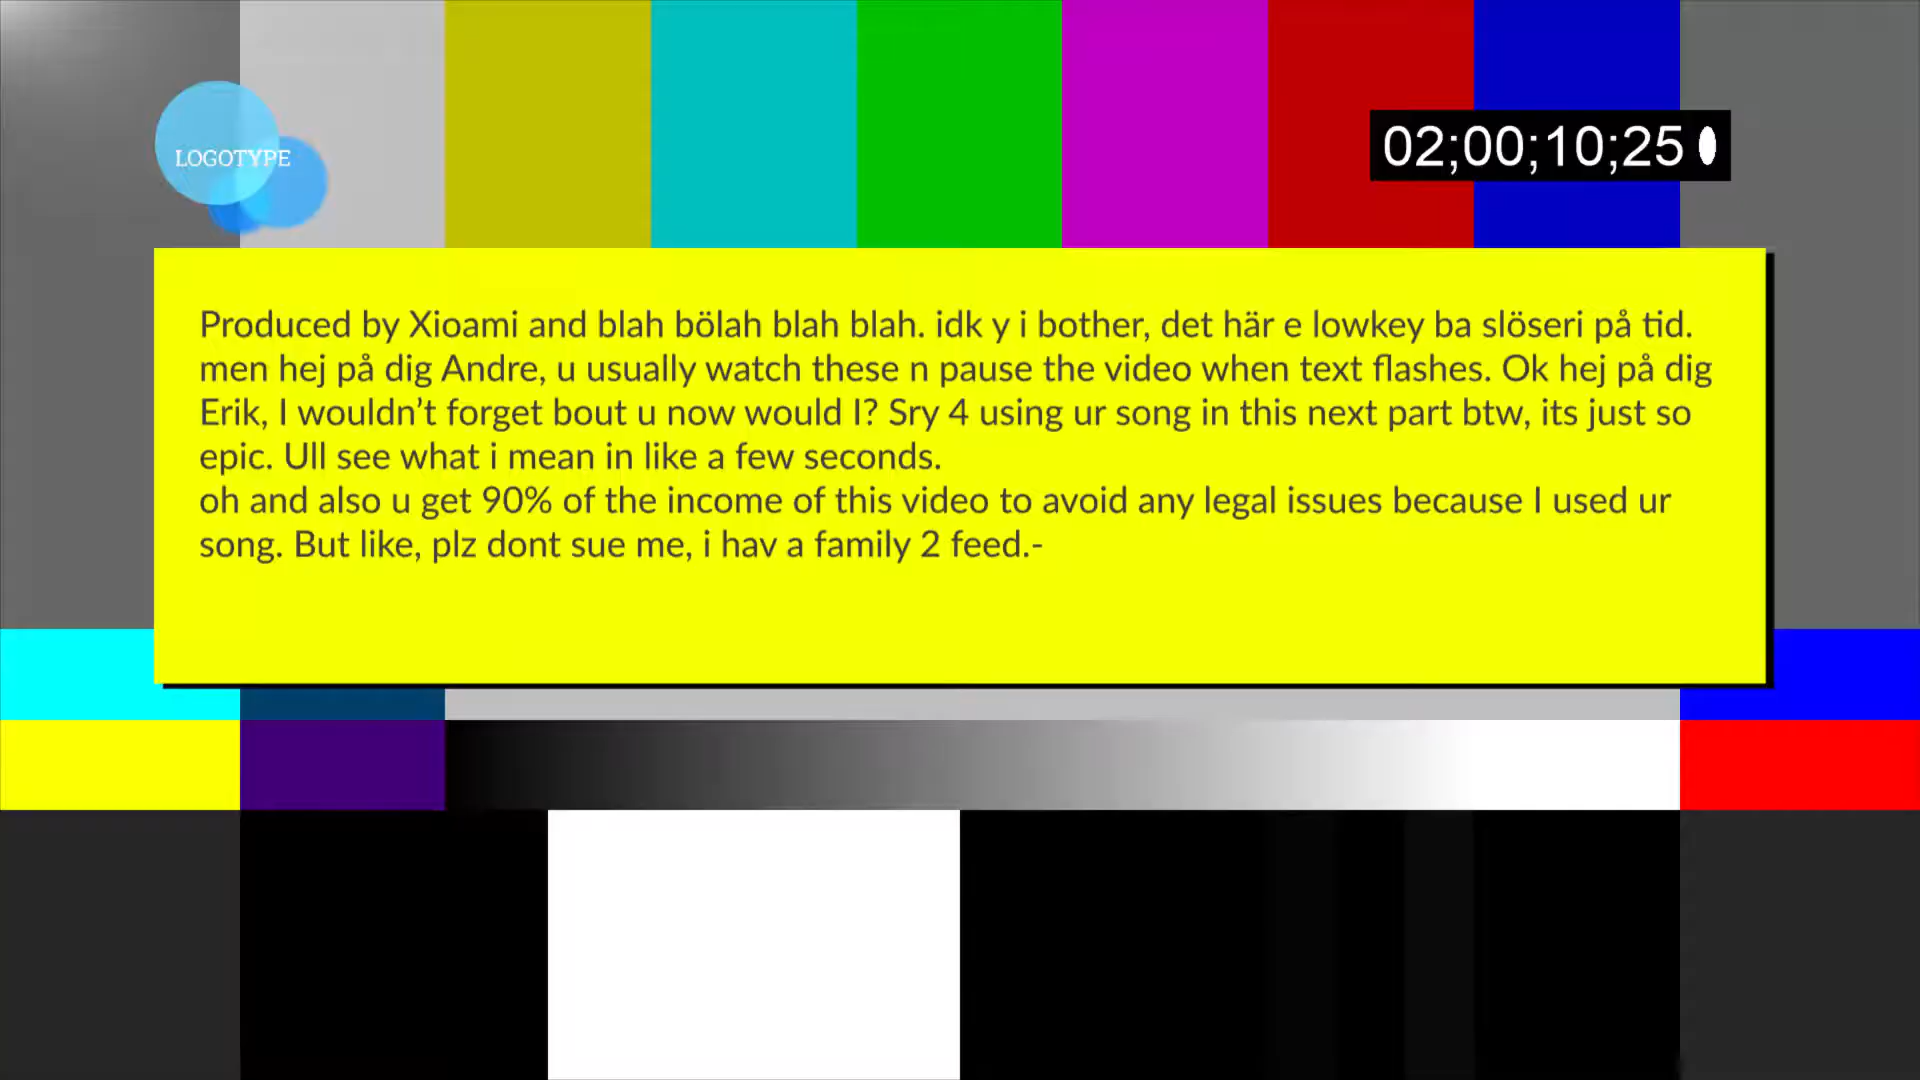 LOGOTYPE
02;00;10;25
Produced by Xioami and blah bölah blah blah. idk y i bother, det här e lowkey ba slöseri på tid.
men hej på dig Andre, u usually watch these n pause the video when text flashes. Ok hej på dig
Erik, I wouldn’t forget bout u now would I? Sry 4 using ur song in this next part btw, its just so
epic. Ull see what i mean in like a few seconds.
oh and also u get 90% of the income of this video to avoid any legal issues because I used ur
song. But like, plz dont sue me, i hav a family 2 feed.-